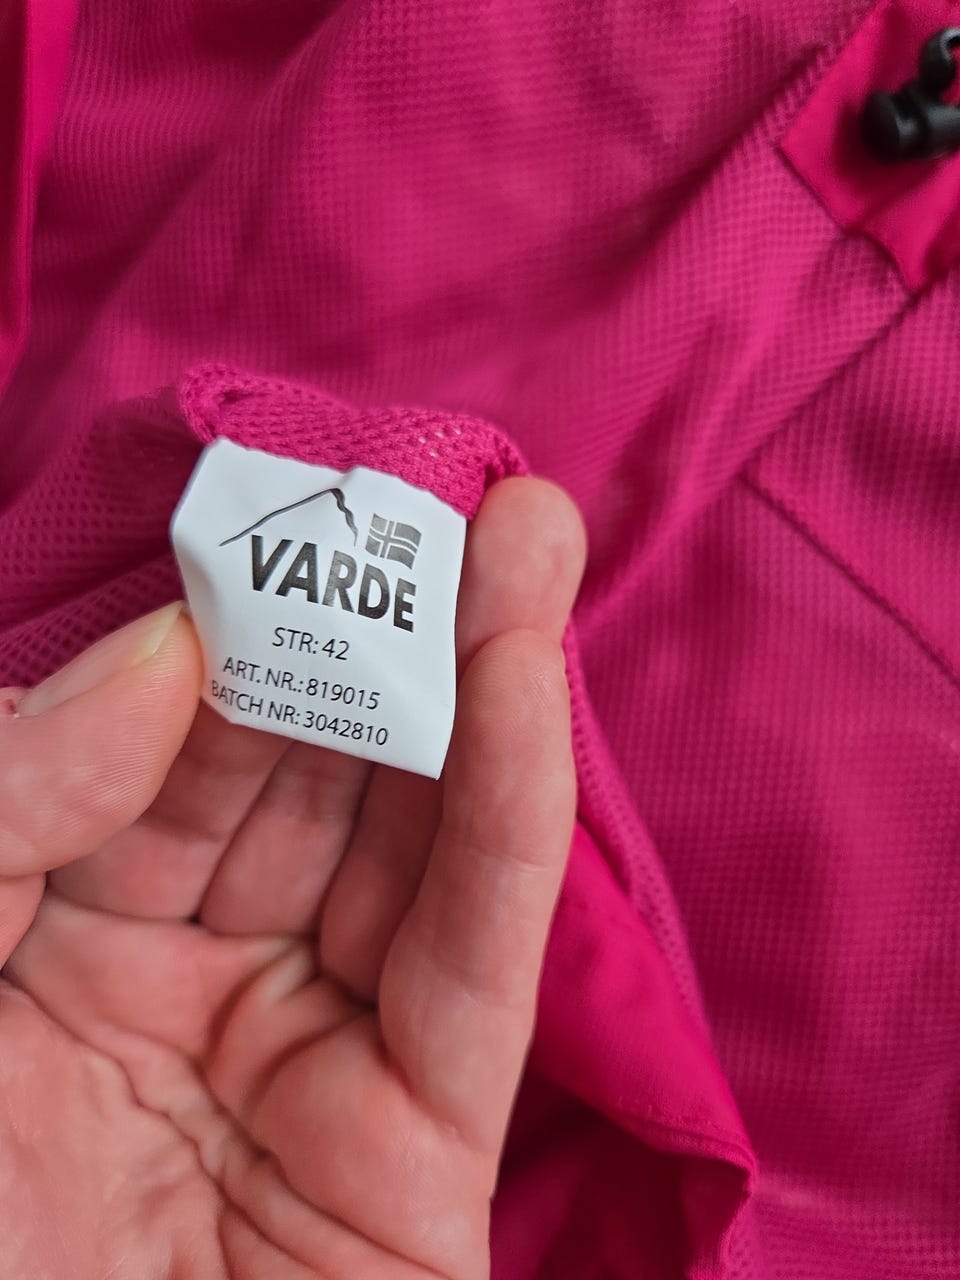 VARDE
STR: 42
ART. NR.: 819015
BATCH NR: 3042810